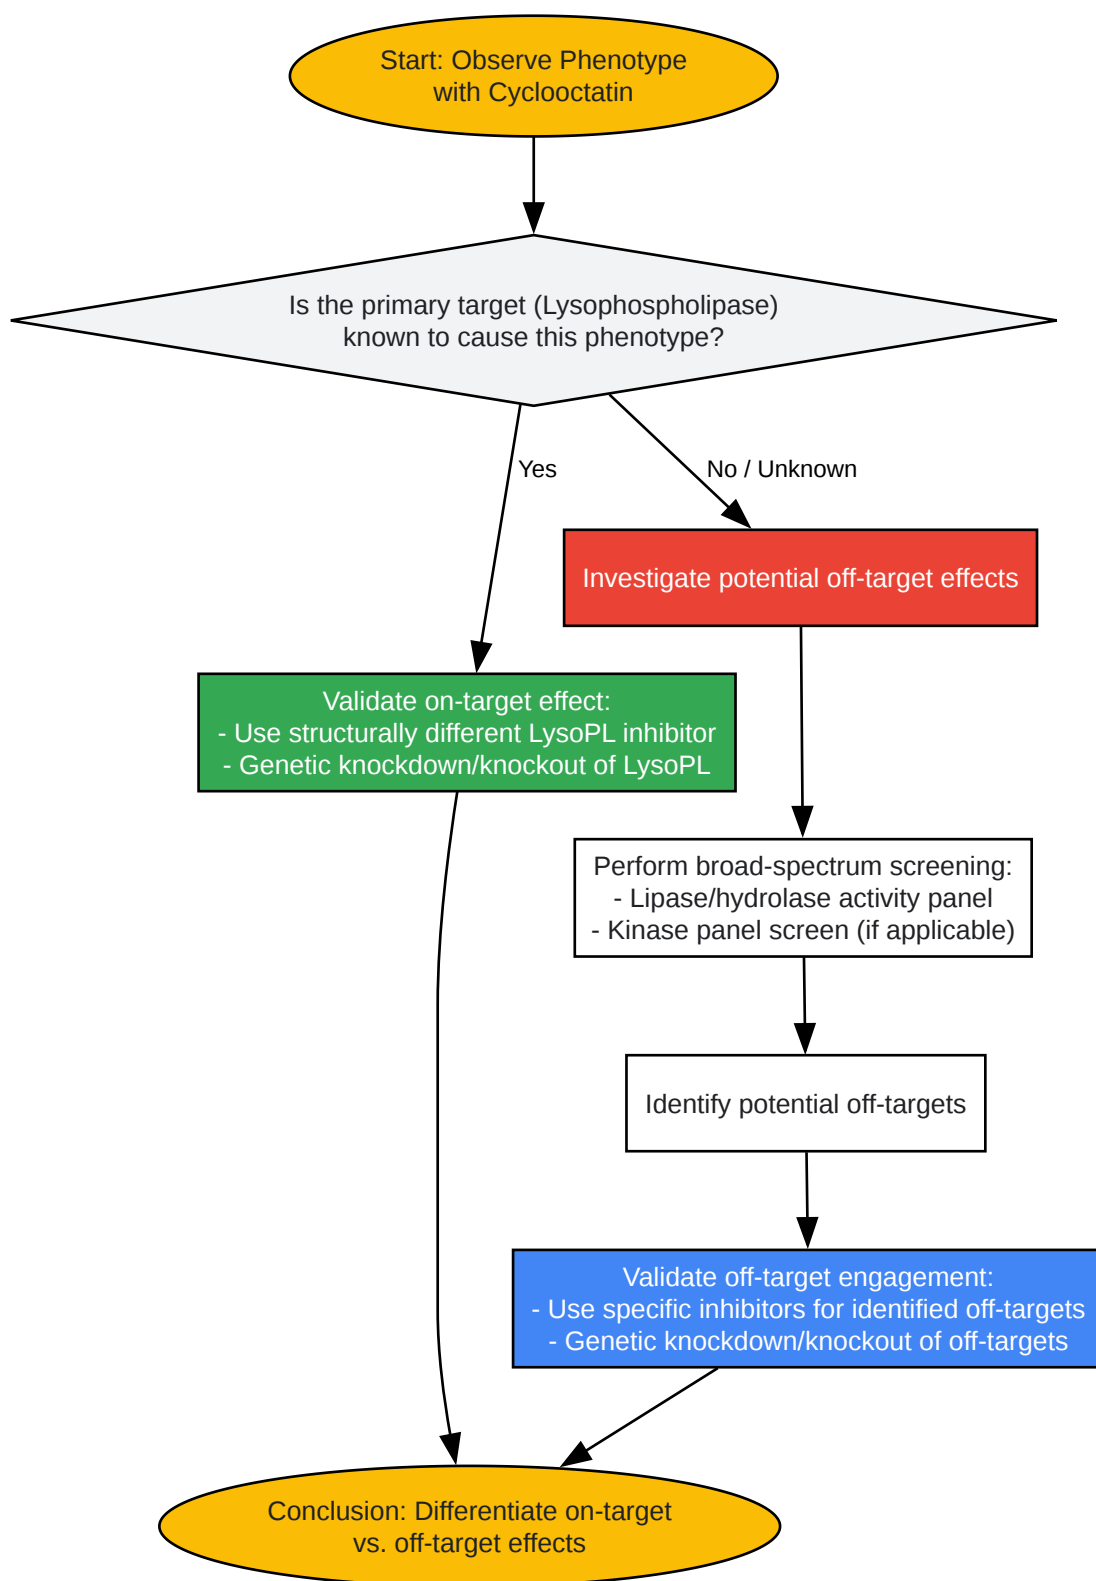 Start: Observe Phenotype
with Cyclooctatin
Is the primary target (Lysophospholipase)
known to cause this phenotype?
Yes
No / Unknown
Investigate potential off-target effects
Validate on-target effect:
- Use structurally different LysoPL inhibitor
- Genetic knockdown/knockout of LysoPL
Perform broad-spectrum screening:
- Lipase/hydrolase activity panel
- Kinase panel screen (if applicable)
Identify potential off-targets
Validate off-target engagement:
- Use specific inhibitors for identified off-targets
- Genetic knockdown/knockout of off-targets
Conclusion: Differentiate on-target
vs. off-target effects